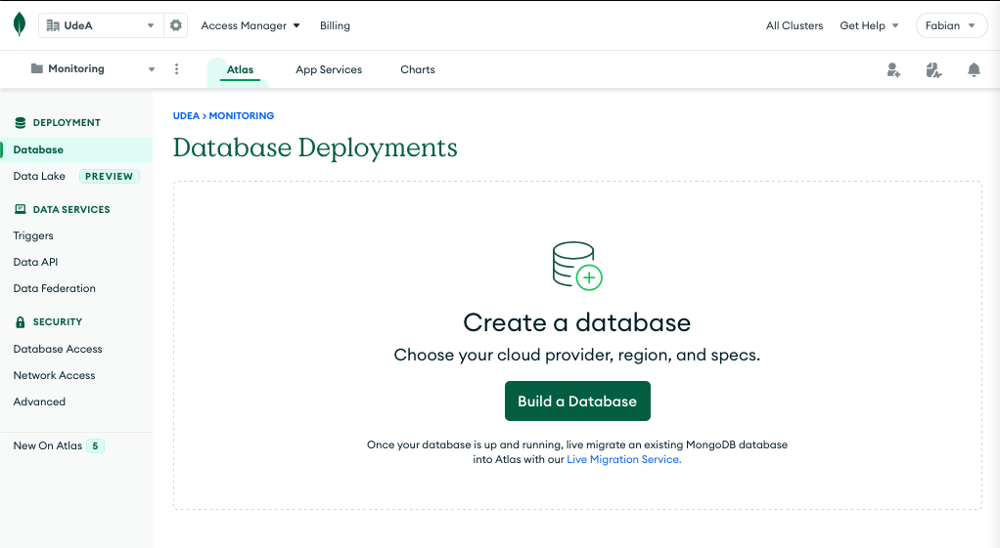 UdeA
Access Manager
Billing
All Clusters
Get Help
Fabian
Monitoring
Atlas
App Services
Charts
DEPLOYMENT
Database
Data Lake PREVIEW
DATA SERVICES
Triggers
Data API
Data Federation
SECURITY
Database Access
Network Access
Advanced
New On Atlas 5
UDEA > MONITORING
Database Deployments
Create a database
Choose your cloud provider, region, and specs.
Build a Database
Once your database is up and running, live migrate an existing MongoDB database
into Atlas with our Live Migration Service.